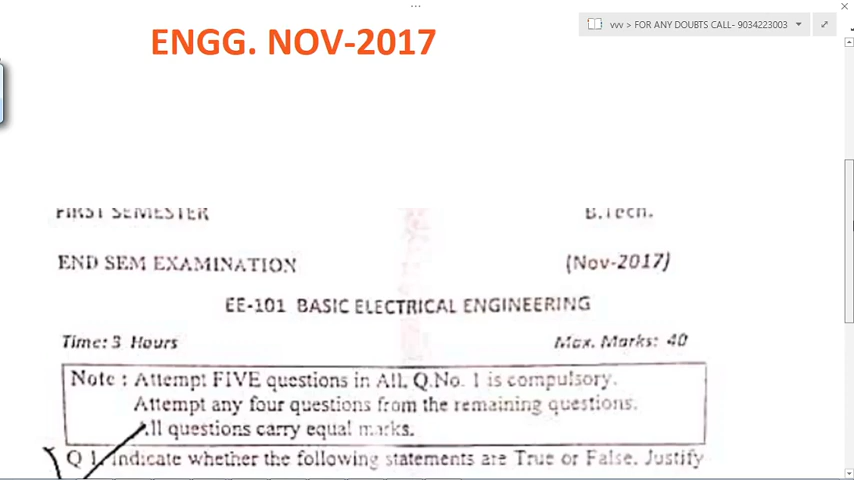 vvv > FOR ANY DOUBTS CALL- 9034223003
ENGG. NOV-2017
FIRST SEMESTER B.Tech.
END SEM EXAMINATION (Nov-2017)
EE-101 BASIC ELECTRICAL ENGINEERING
Time: 3 Hours Max. Marks: 40
Note : Attempt FIVE questions in All. Q.No. 1 is compulsory.
Attempt any four questions from the remaining questions.
All questions carry equal marks.
Q 1. Indicate whether the following statements are True or False. Justify